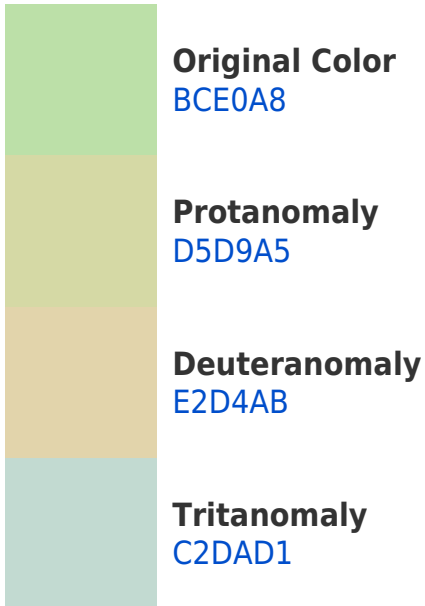 Original Color
BCE0A8
Protanomaly
D5D9A5
Deuteranomaly
E2D4AB
Tritanomaly
C2DAD1